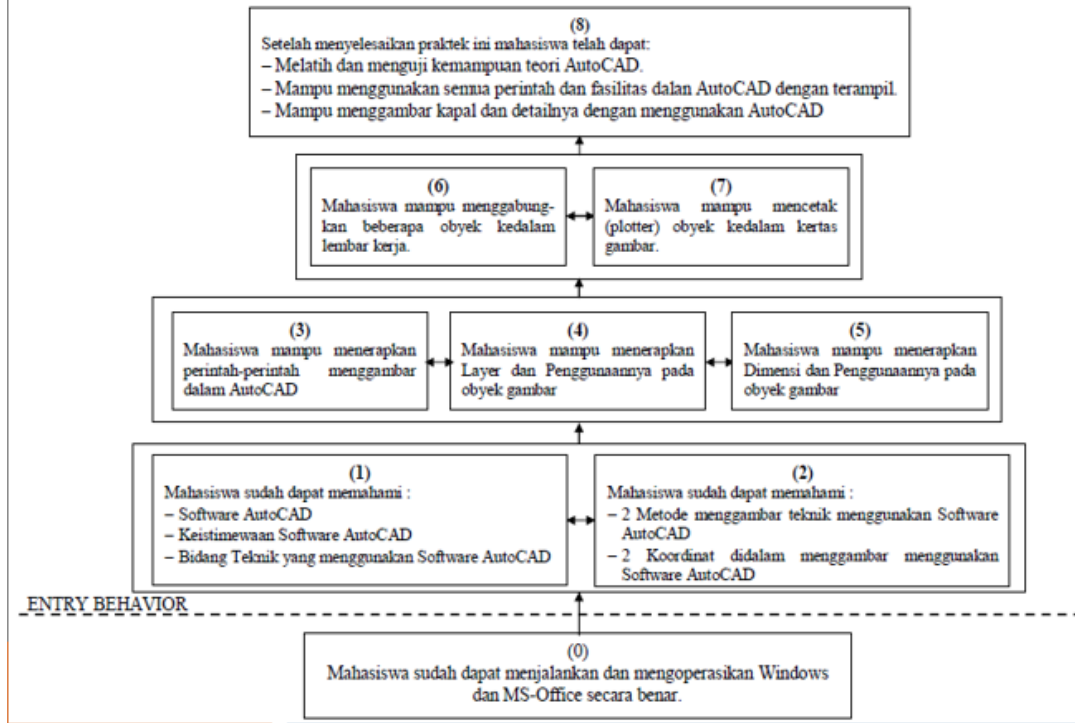 (8)
Setelah menyelesaikan praktek ini mahasiswa telah dapat:
– Melatih dan menguji kemampuan teori AutoCAD.
– Mampu menggunakan semua perintah dan fasilitas dalan AutoCAD dengan terampil.
– Mampu menggambar kapal dan detailnya dengan menggunakan AutoCAD
(6)
Mahasiswa mampu menggabung-
kan beberapa obyek kedalam
lembar kerja.
(7)
Mahasiswa mampu mencetak
(plotter) obyek kedalam kertas
gambar.
(3)
Mahasiswa mampu menerapkan
perintah-perintah menggambar
dalam AutoCAD
(4)
Mahasiswa mampu menerapkan
Layer dan Penggunaannya pada
obyek gambar
(5)
Mahasiswa mampu menerapkan
Dimensi dan Penggunaannya pada
obyek gambar
(1)
Mahasiswa sudah dapat memahami :
– Software AutoCAD
– Keistimewaan Software AutoCAD
– Bidang Teknik yang menggunakan Software AutoCAD
(2)
Mahasiswa sudah dapat memahami :
– 2 Metode menggambar teknik menggunakan Software
AutoCAD
– 2 Koordinat didalam menggambar menggunakan
Software AutoCAD
ENTRY BEHAVIOR
(0)
Mahasiswa sudah dapat menjalankan dan mengoperasikan Windows
dan MS-Office secara benar.